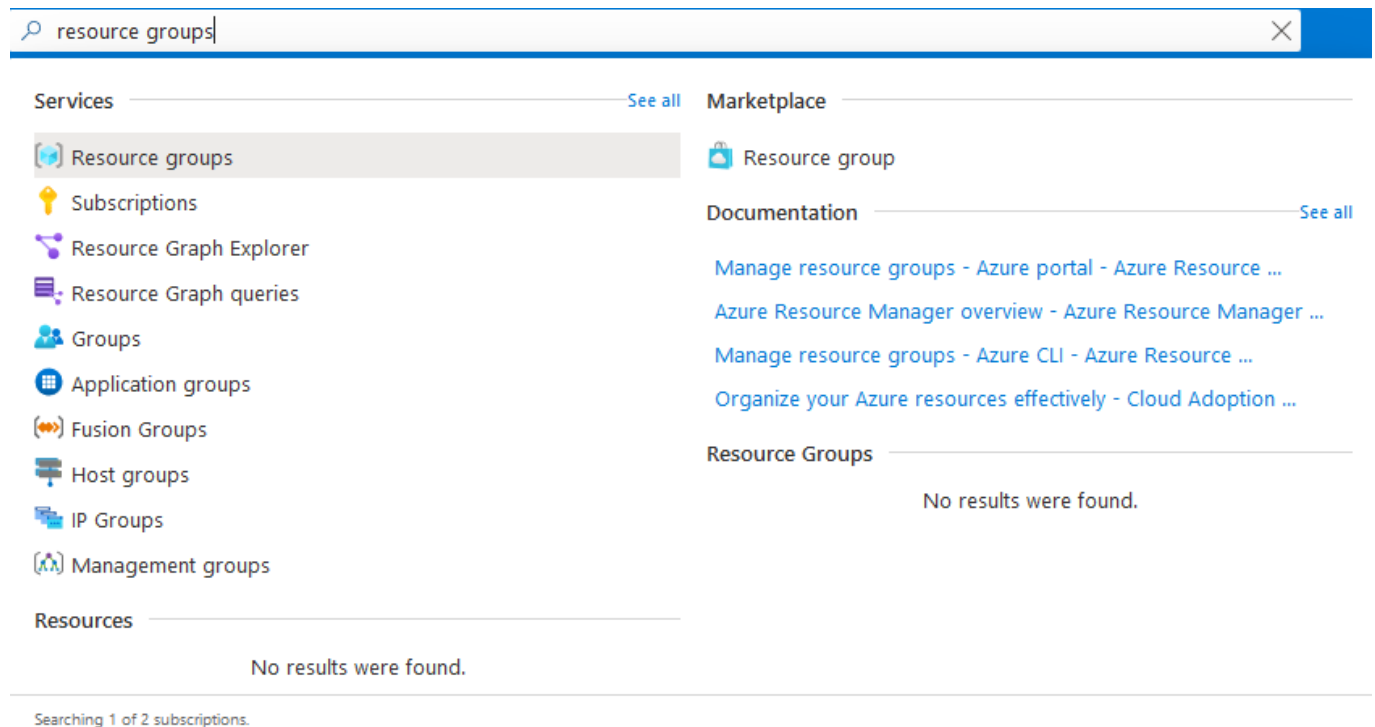 resource groups
Services
See all
Resource groups
Subscriptions
Resource Graph Explorer
Resource Graph queries
Groups
Application groups
Fusion Groups
Host groups
IP Groups
Management groups
Resources
No results were found.
Marketplace
Resource group
Documentation
See all
Manage resource groups - Azure portal - Azure Resource ...
Azure Resource Manager overview - Azure Resource Manager ...
Manage resource groups - Azure CLI - Azure Resource ...
Organize your Azure resources effectively - Cloud Adoption ...
Resource Groups
No results were found.
Searching 1 of 2 subscriptions.